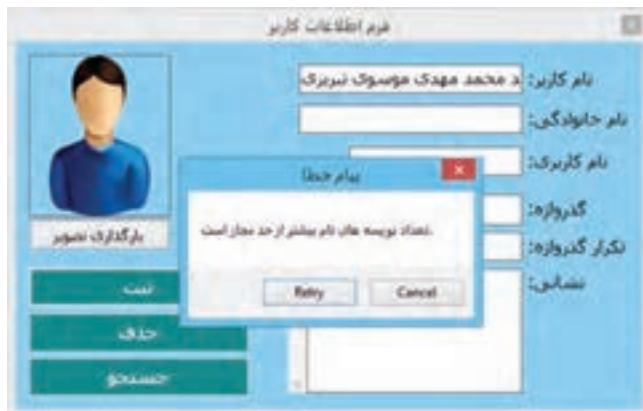 فرم اطلاعات کاربر
نام کاربر:
د محمد مهدی موسوی تبریزی
نام خانوادگی:
نام کاربری:
گذرواژه:
تکرار گذرواژه:
نشانی:
بارگذاری تصویر
ثبت
حذف
جستجو
پیام خطا
تعداد نویسه های نام بیشتر از حد مجاز است.
Retry
Cancel